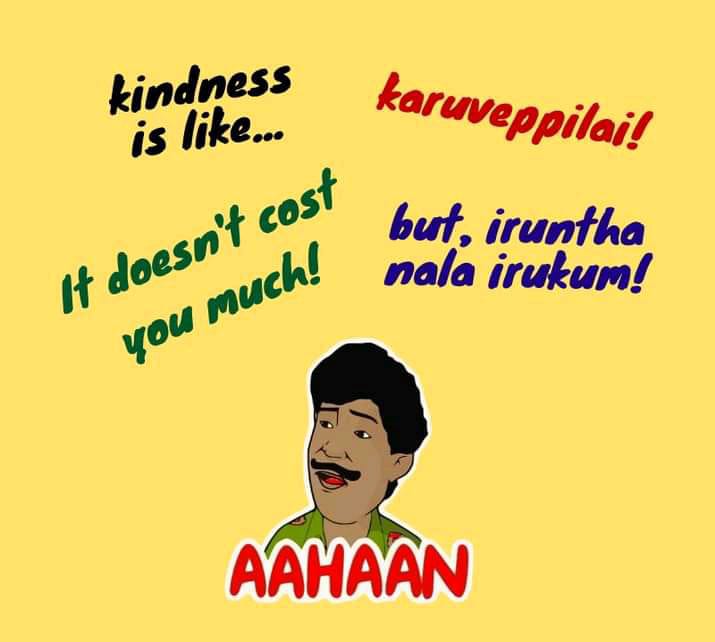 kindness
is like...
karuveppilai!
It doesn't cost
you much!
but, iruntha
nala irukum!
AAHAAN